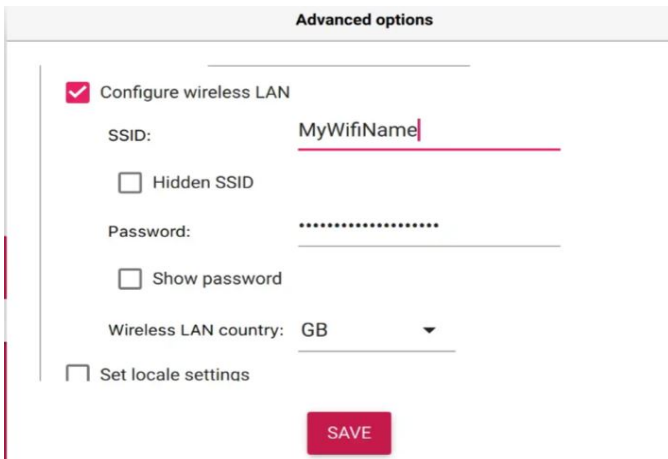 Advanced options
Configure wireless LAN
SSID: MyWifiName
Hidden SSID
Password: ••••••••••••••••••••
Show password
Wireless LAN country: GB
Set locale settings
SAVE